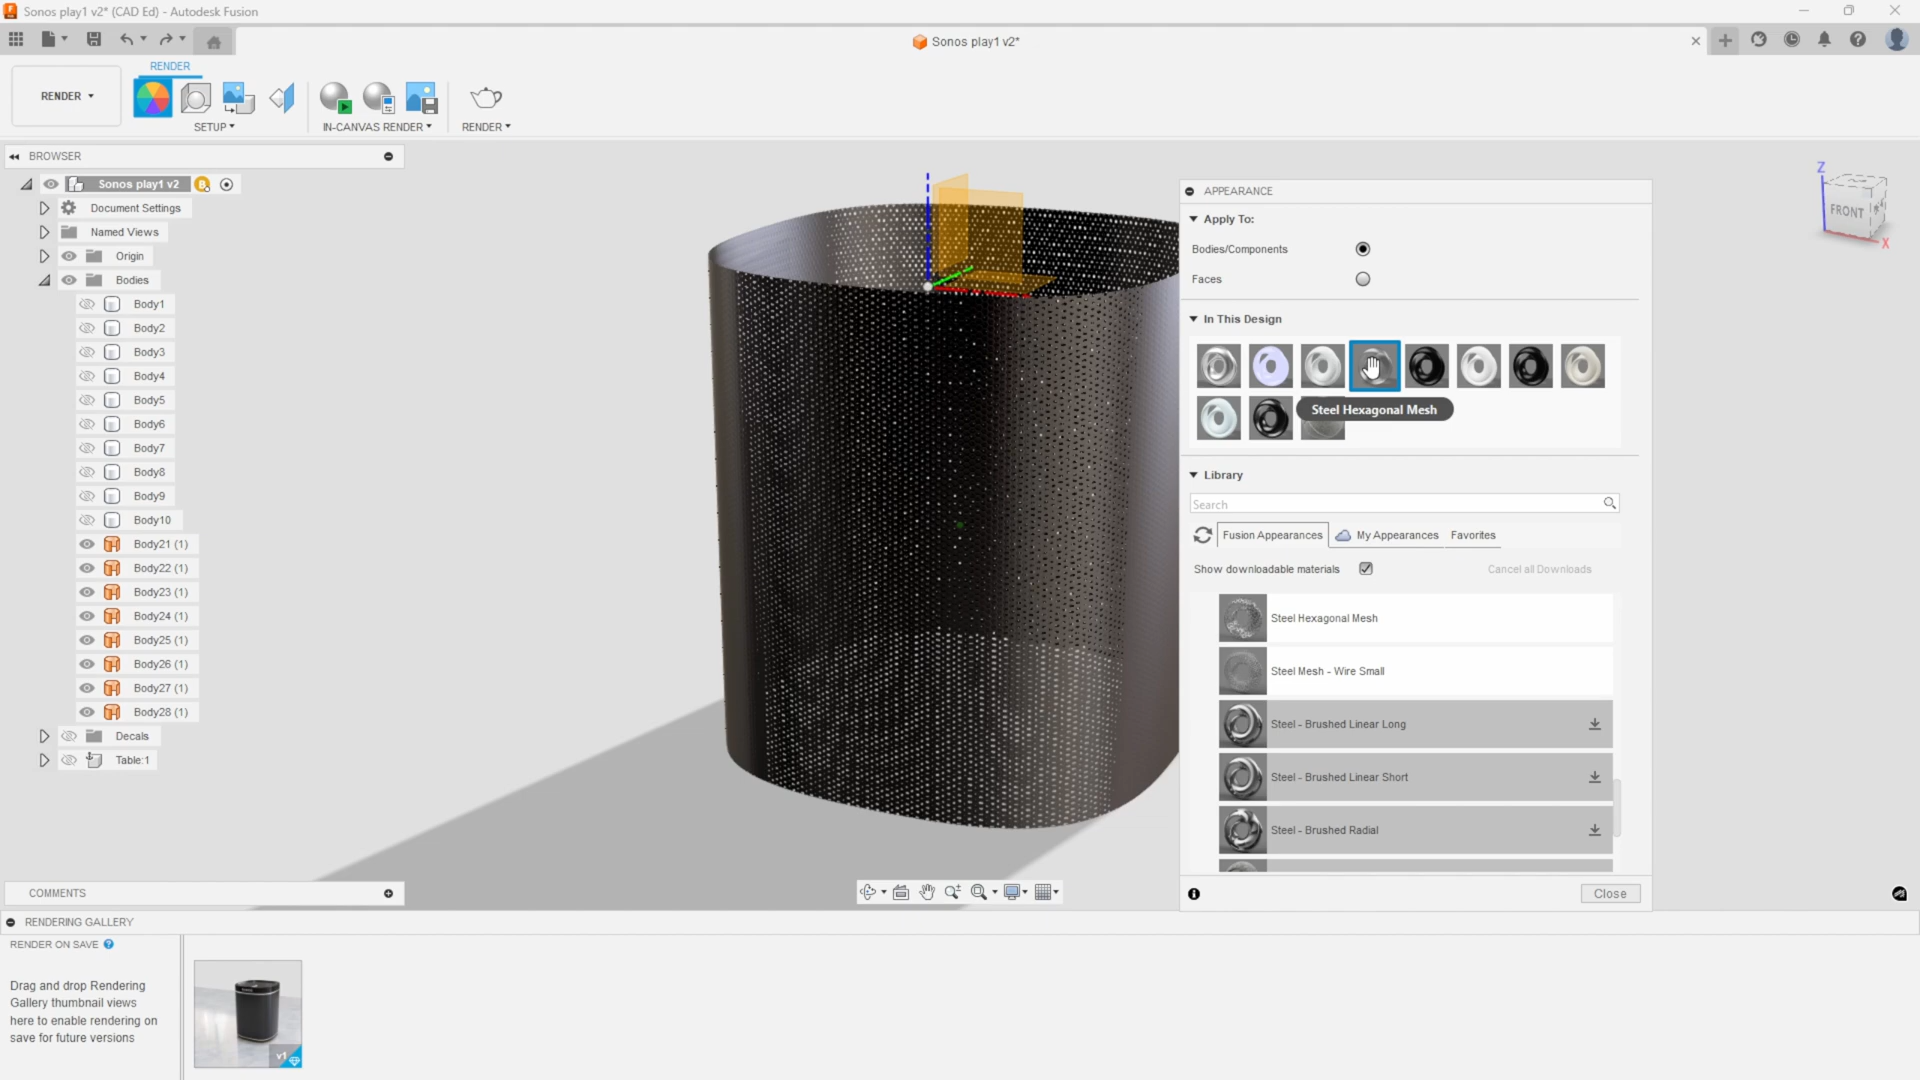 Sonos play1 v2* (CAD Ed) - Autodesk Fusion
Sonos play1 v2*
RENDER
RENDER
SETUP
IN-CANVAS RENDER
RENDER
BROWSER
Sonos play1 v2
Document Settings
Named Views
Origin
Bodies
Body1
Body2
Body3
Body4
Body5
Body6
Body7
Body8
Body9
Body10
Body21 (1)
Body22 (1)
Body23 (1)
Body24 (1)
Body25 (1)
Body26 (1)
Body27 (1)
Body28 (1)
Decals
Table:1
Z
FRONT
X
APPEARANCE
Apply To:
Bodies/Components
Faces
In This Design
Steel Hexagonal Mesh
Library
Search
Fusion Appearances
My Appearances
Favorites
Show downloadable materials
Cancel all Downloads
Steel Hexagonal Mesh
Steel Mesh - Wire Small
Steel - Brushed Linear Long
Steel - Brushed Linear Short
Steel - Brushed Radial
Close
COMMENTS
RENDERING GALLERY
RENDER ON SAVE
Drag and drop Rendering
Gallery thumbnail views
here to enable rendering on
save for future versions
v1